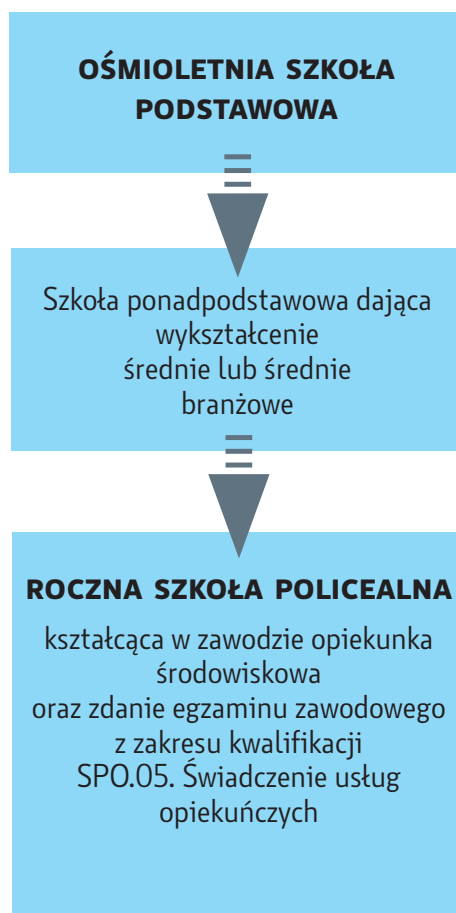 OŚMIOLETNIA SZKOŁA
PODSTAWOWA
Szkoła ponadpodstawowa dająca
wykształcenie
średnie lub średnie
branżowe
ROCZNA SZKOŁA POLICEALNA
kształcąca w zawodzie opiekunka
środowiskowa
oraz zdanie egzaminu zawodowego
z zakresu kwalifikacji
SPO.05. Świadczenie usług
opiekuńczych